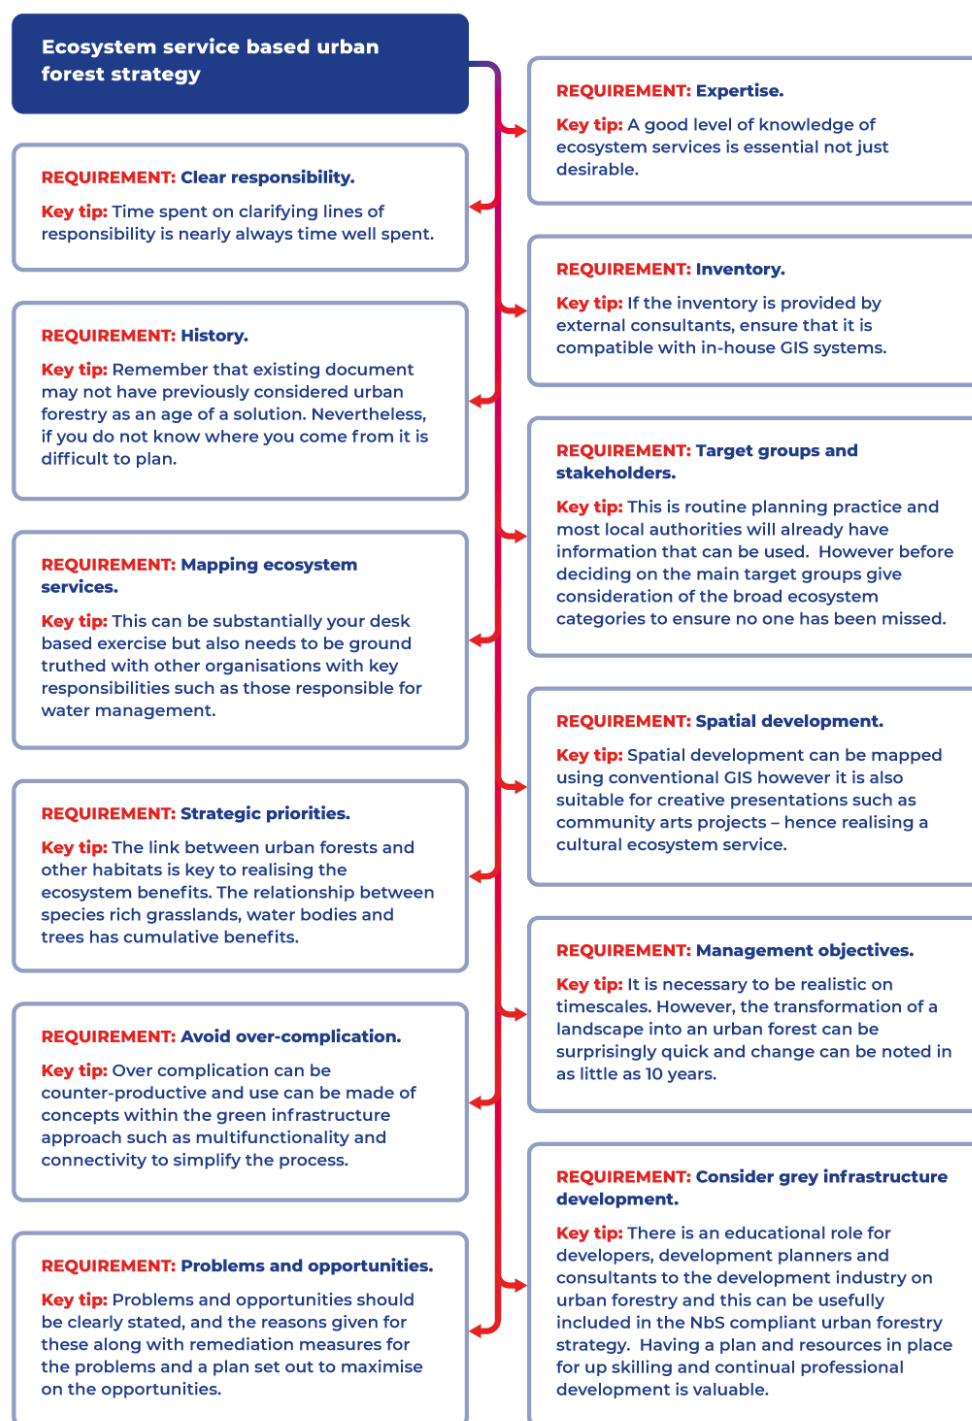 Ecosystem service based urban
forest strategy
REQUIREMENT: Expertise.
Key tip: A good level of knowledge of
ecosystem services is essential not just
desirable.
REQUIREMENT: Clear responsibility.
Key tip: Time spent on clarifying lines of
responsibility is nearly always time well spent.
REQUIREMENT: Inventory.
Key tip: If the inventory is provided by
external consultants, ensure that it is
compatible with in-house GIS systems.
REQUIREMENT: History.
Key tip: Remember that existing document
may not have previously considered urban
forestry as an age of a solution. Nevertheless,
if you do not know where you come from it is
difficult to plan.
REQUIREMENT: Target groups and
stakeholders.
Key tip: This is routine planning practice and
most local authorities will already have
information that can be used.  However before
deciding on the main target groups give
consideration of the broad ecosystem
categories to ensure no one has been missed.
REQUIREMENT: Mapping ecosystem
services.
Key tip: This can be substantially your desk
based exercise but also needs to be ground
truthed with other organisations with key
responsibilities such as those responsible for
water management.
REQUIREMENT: Spatial development.
Key tip: Spatial development can be mapped
using conventional GIS however it is also
suitable for creative presentations such as
community arts projects – hence realising a
cultural ecosystem service.
REQUIREMENT: Strategic priorities.
Key tip: The link between urban forests and
other habitats is key to realising the
ecosystem benefits. The relationship between
species rich grasslands, water bodies and
trees has cumulative benefits.
REQUIREMENT: Management objectives.
Key tip: It is necessary to be realistic on
timescales. However, the transformation of a
landscape into an urban forest can be
surprisingly quick and change can be noted in
as little as 10 years.
REQUIREMENT: Avoid over-complication.
Key tip: Over complication can be
counter-productive and use can be made of
concepts within the green infrastructure
approach such as multifunctionality and
connectivity to simplify the process.
REQUIREMENT: Consider grey infrastructure
development.
Key tip: There is an educational role for
developers, development planners and
consultants to the development industry on
urban forestry and this can be usefully
included in the NbS compliant urban forestry
strategy.  Having a plan and resources in place
for up skilling and continual professional
development is valuable.
REQUIREMENT: Problems and opportunities.
Key tip: Problems and opportunities should
be clearly stated, and the reasons given for
these along with remediation measures for
the problems and a plan set out to maximise
on the opportunities.